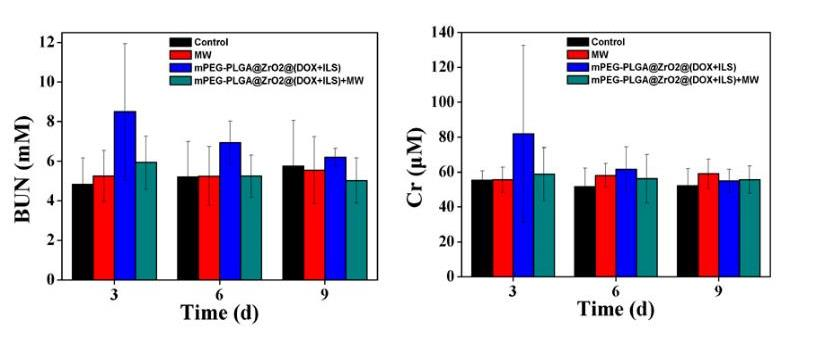 BUN (mM)
12
10
8
6
4
2
0
Control
MW
mPEG-PLGA@ZrO2@(DOX+ILS)
mPEG-PLGA@ZrO2@(DOX+ILS)+MW
3 6 9
Time (d)
Cr (μM)
140
120
100
80
60
40
20
0
Control
MW
mPEG-PLGA@ZrO2@(DOX+ILS)
mPEG-PLGA@ZrO2@(DOX+ILS)+MW
3 6 9
Time (d)